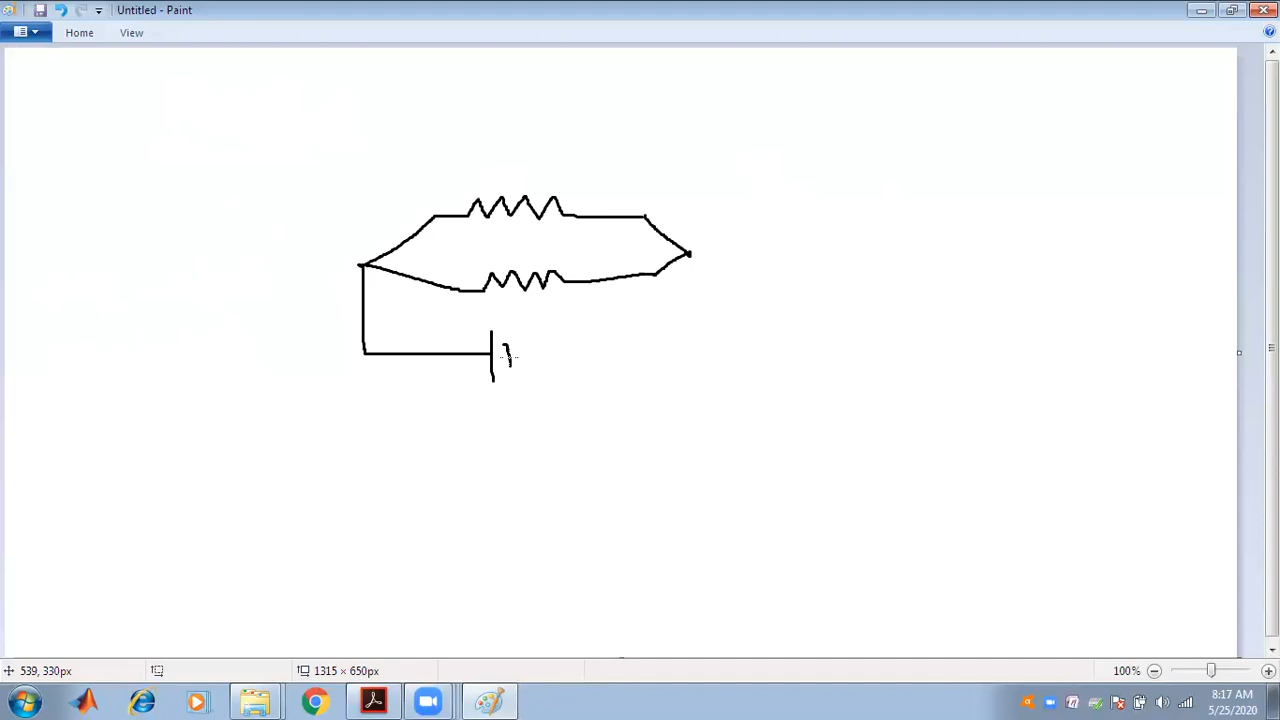 Untitled - Paint
Home View
539, 330px 1315 × 650px 100%
8:17 AM
5/25/2020